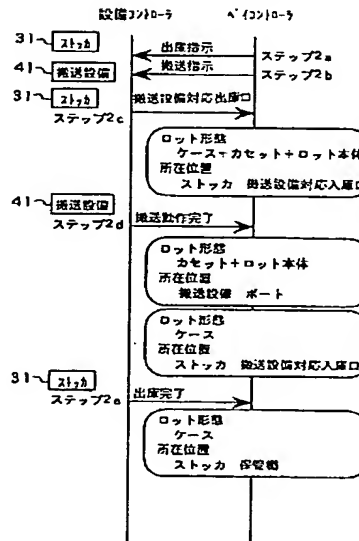 設備コントローラ ベイコントローラ
31 ストッカ 出庫指示 ステップ2a
41 搬送設備 搬送指示 ステップ2b
31 ストッカ 搬送設備対応出庫口
ステップ2c
ロット形態
ケース+カセット+ロット本体
所在位置
ストッカ 搬送設備対応入庫口
41 搬送設備 搬送動作完了
ステップ2d
ロット形態
カセット+ロット本体
所在位置
搬送設備 ポート
ロット形態
ケース
所在位置
ストッカ 搬送設備対応入庫口
31 ストッカ 出庫完了
ステップ2e
ロット形態
ケース
所在位置
ストッカ 保管棚